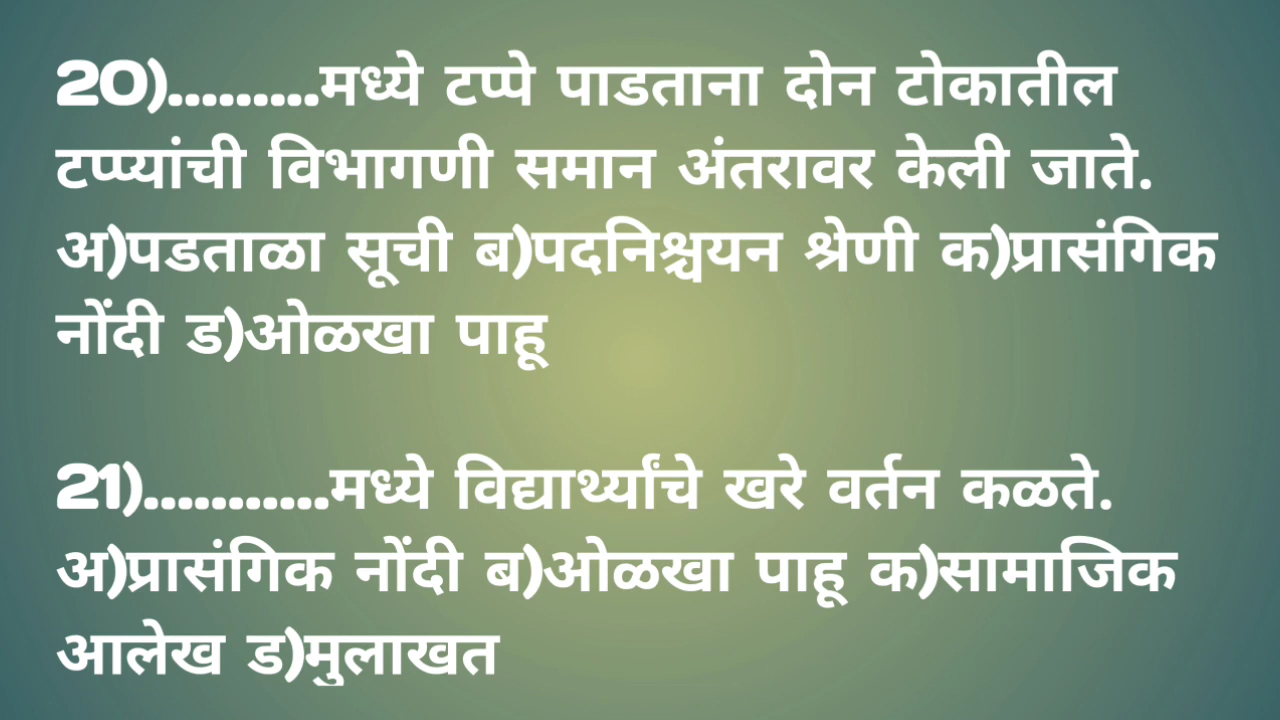 20).........मध्ये टप्पे पाडताना दोन टोकातील
टप्प्यांची विभागणी समान अंतरावर केली जाते.
अ)पडताळा सूची ब)पदनिश्चयन श्रेणी क)प्रासंगिक
नोंदी ड)ओळखा पाहू
21)...........मध्ये विद्यार्थ्यांचे खरे वर्तन कळते.
अ)प्रासंगिक नोंदी ब)ओळखा पाहू क)सामाजिक
आलेख ड)मुलाखत